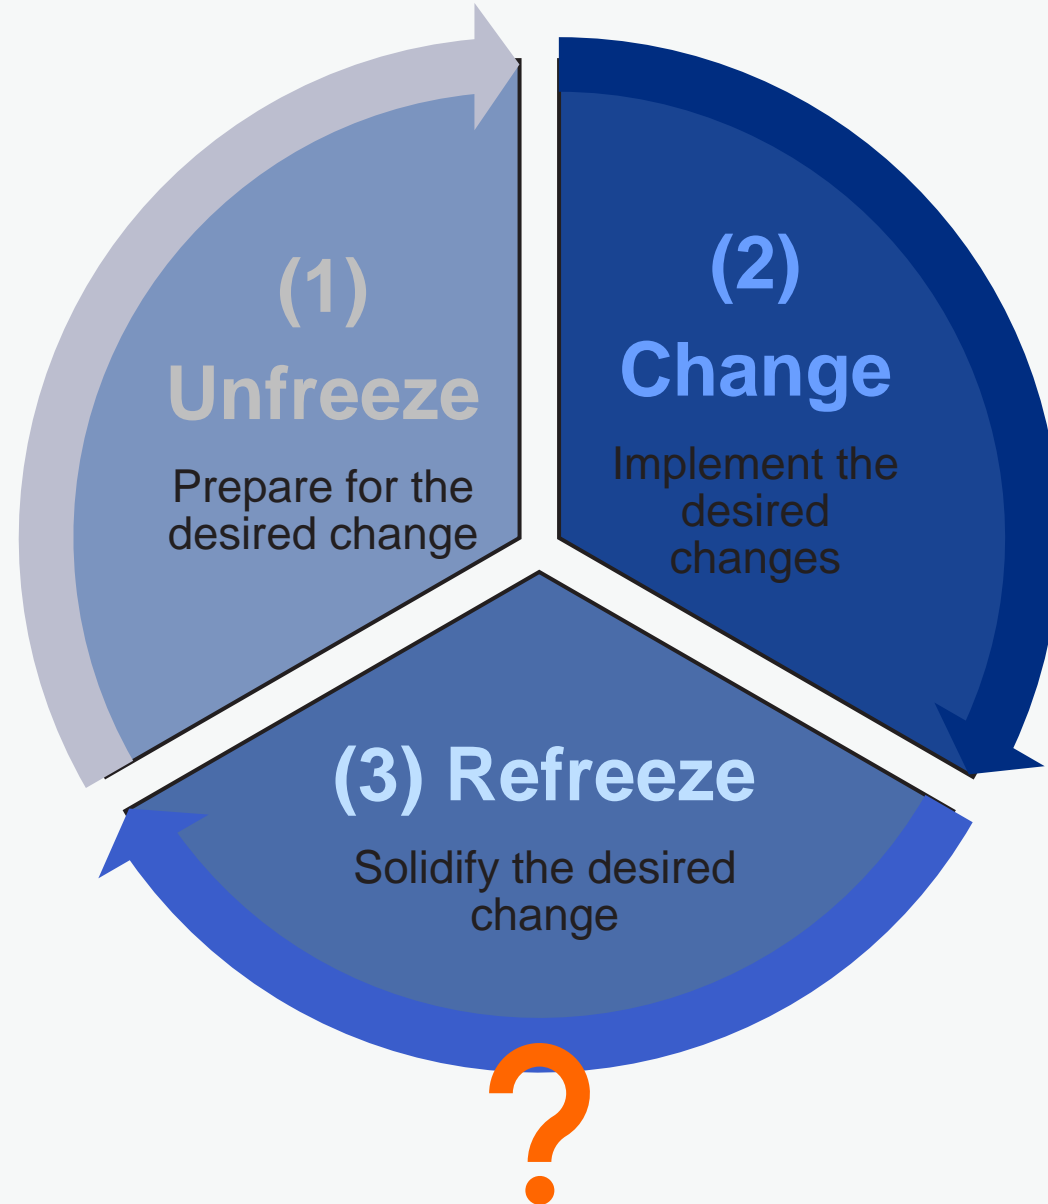 (1)
Unfreeze
Prepare for the
desired change
(2)
Change
Implement the
desired
changes
(3) Refreeze
Solidify the desired
change
?